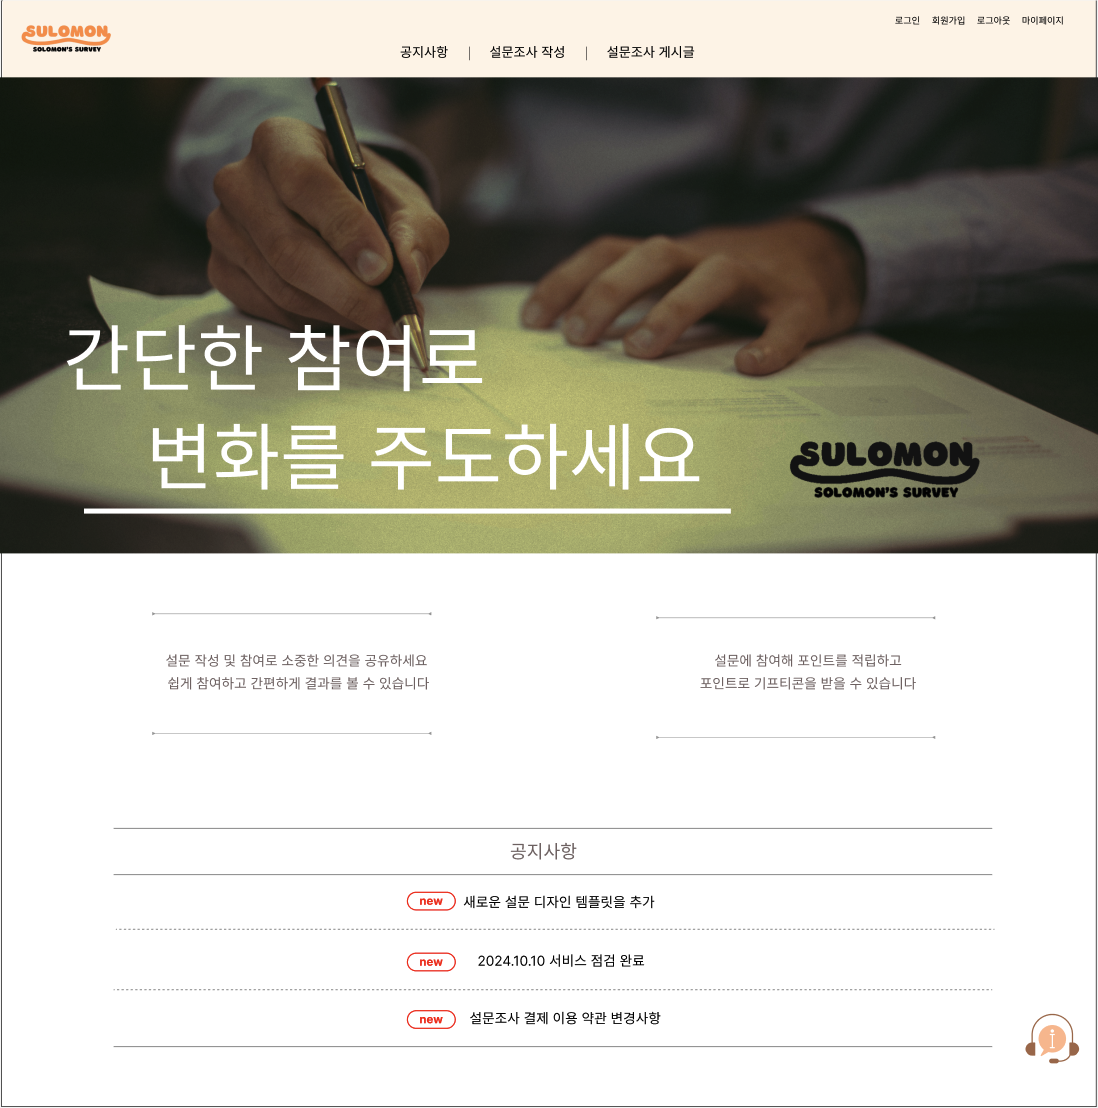 로그인 회원가입 로그아웃 마이페이지
SULOMON
SOLOMON'S SURVEY
공지사항 | 설문조사 작성 | 설문조사 게시글
간단한 참여로
변화를 주도하세요
SULOMON
SOLOMON'S SURVEY
설문 작성 및 참여로 소중한 의견을 공유하세요
쉽게 참여하고 간편하게 결과를 볼 수 있습니다
설문에 참여해 포인트를 적립하고
포인트로 기프티콘을 받을 수 있습니다
공지사항
new 새로운 설문 디자인 템플릿을 추가
new 2024.10.10 서비스 점검 완료
new 설문조사 결제 이용 약관 변경사항
i